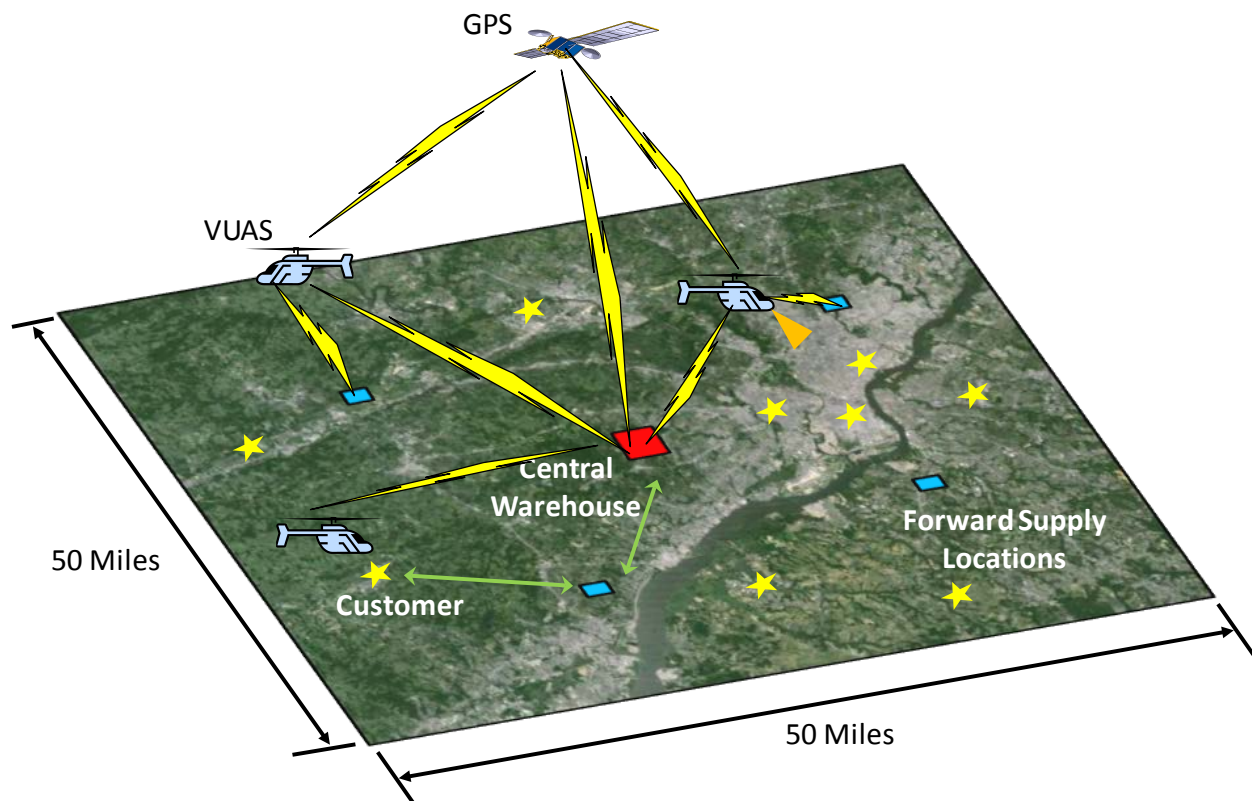 GPS
VUAS
Central
Warehouse
Forward Supply
Locations
50 Miles
Customer
50 Miles